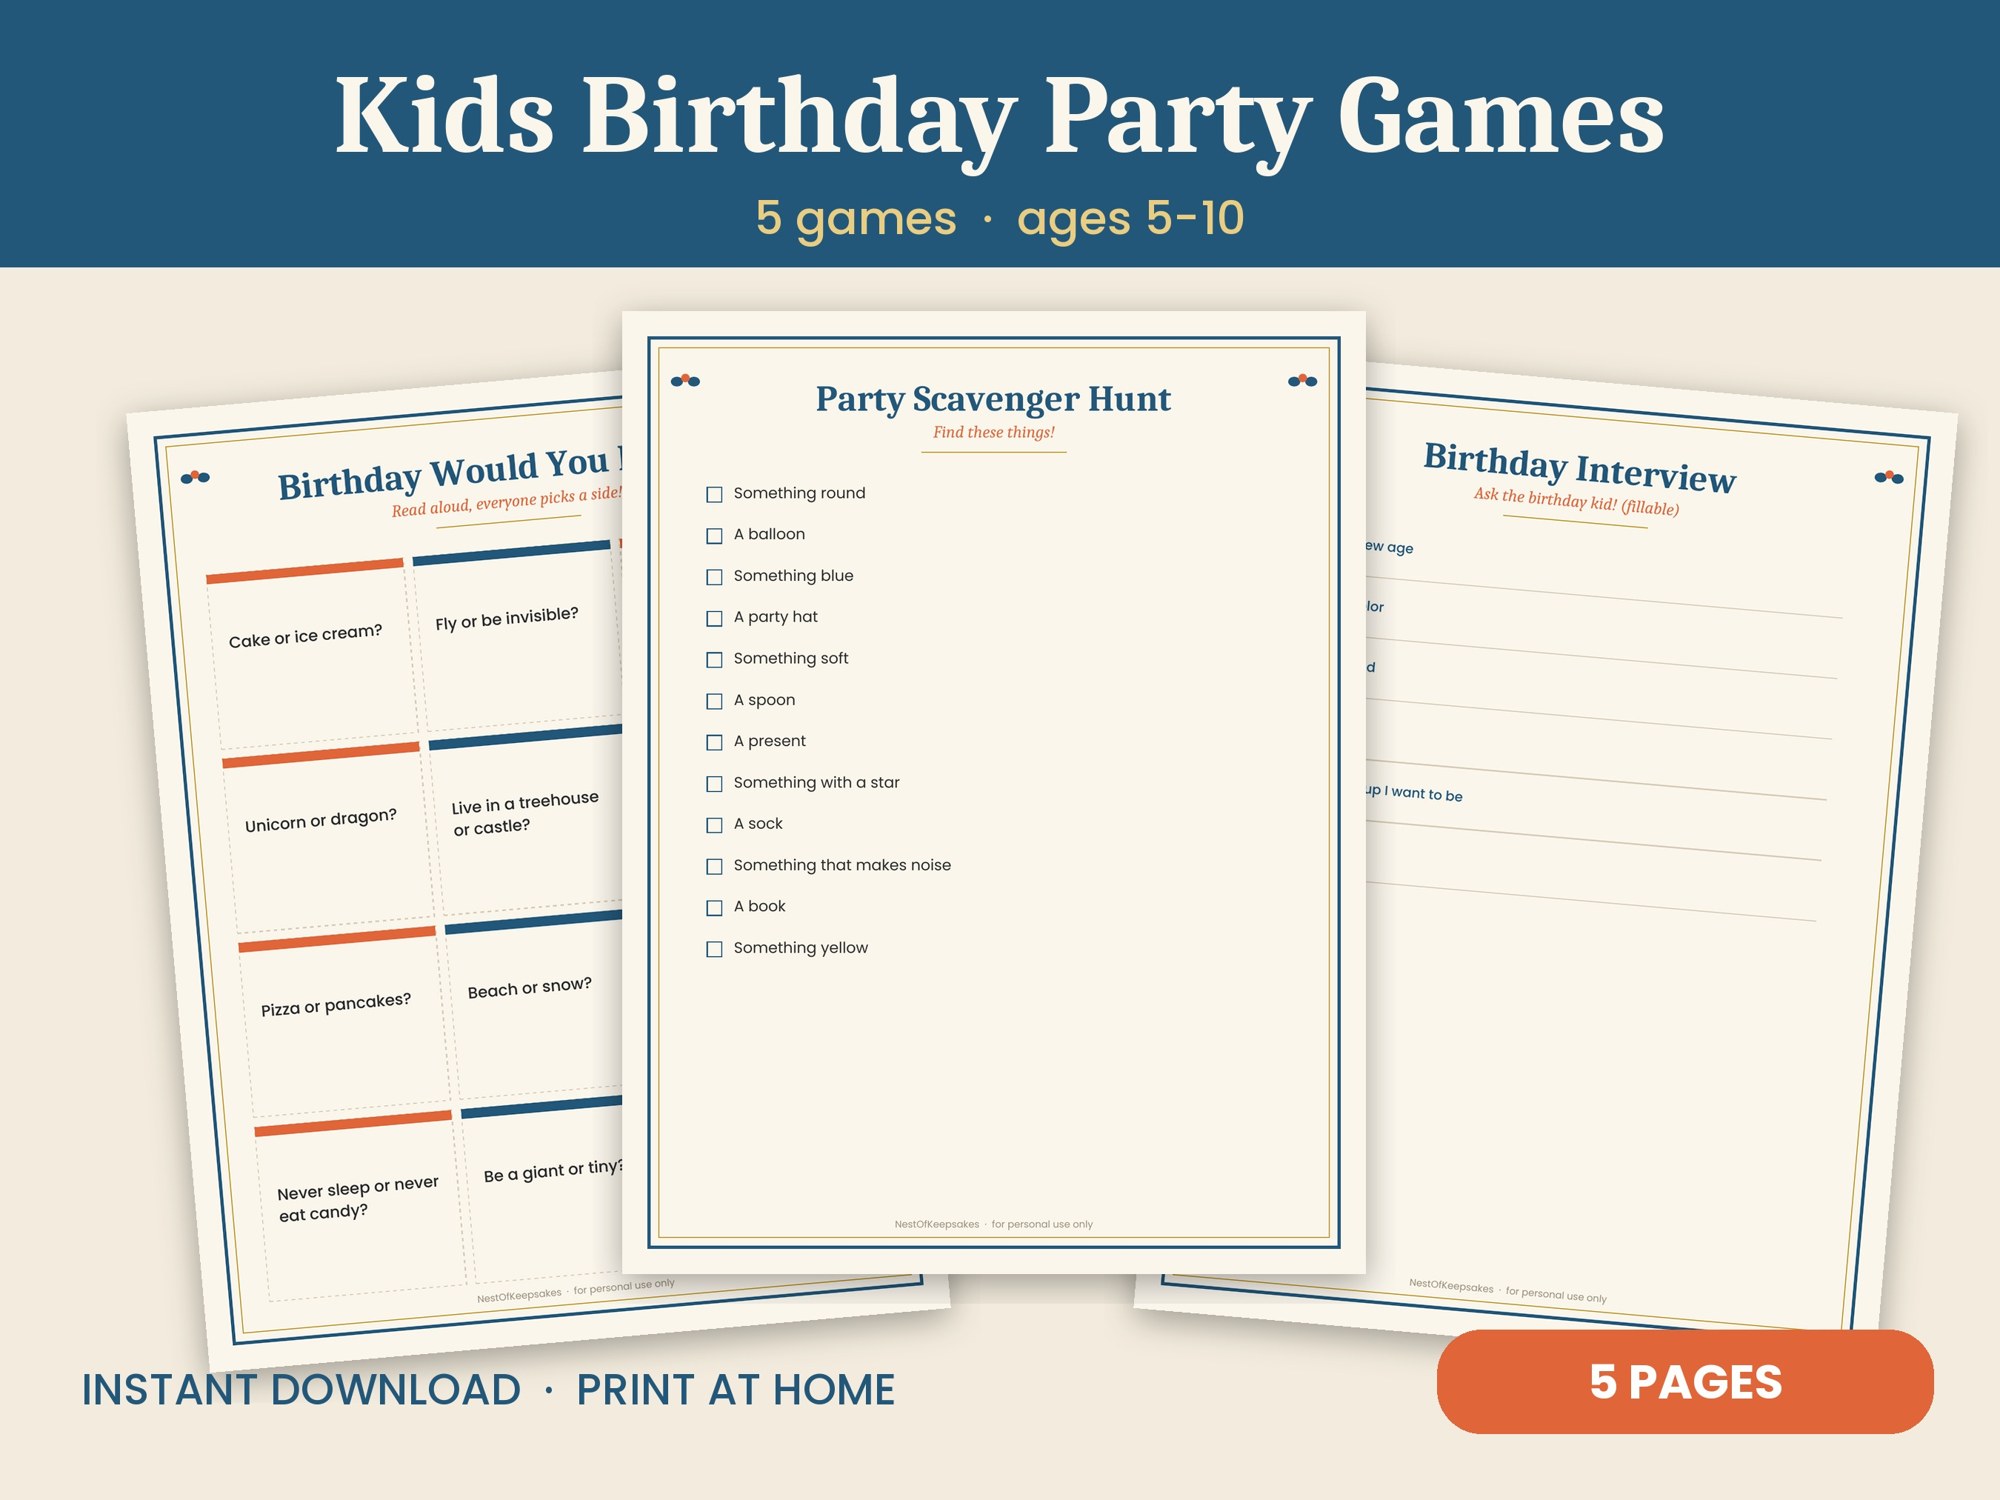 Kids Birthday Party Games
5 games · ages 5-10
Birthday Would You
Read aloud, everyone picks a side!
Cake or ice cream?
Fly or be invisible?
Unicorn or dragon?
Live in a treehouse
or castle?
Pizza or pancakes?
Beach or snow?
Never sleep or never
eat candy?
Be a giant or tiny?
NestOfKeepsakes · for personal use only
Party Scavenger Hunt
Find these things!
Something round
A balloon
Something blue
A party hat
Something soft
A spoon
A present
Something with a star
A sock
Something that makes noise
A book
Something yellow
NestOfKeepsakes · for personal use only
Birthday Interview
Ask the birthday kid! (fillable)
age
up I want to be
NestOfKeepsakes · for personal use only
INSTANT DOWNLOAD · PRINT AT HOME
5 PAGES